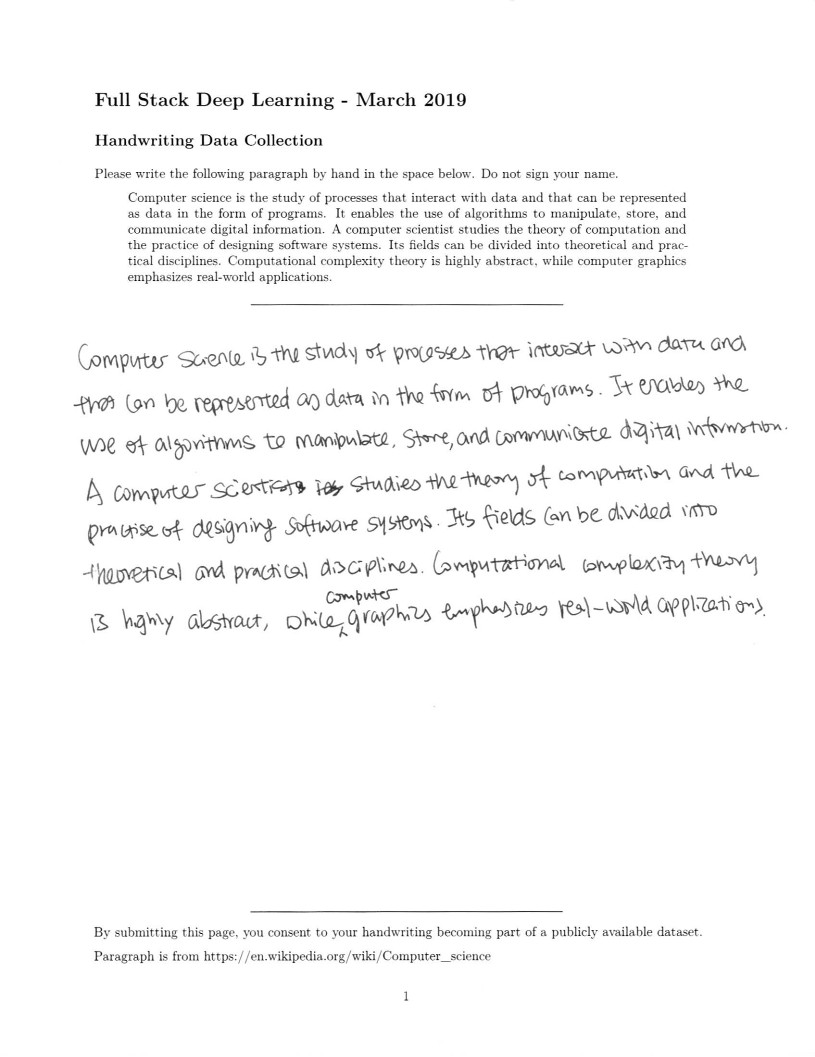 Full Stack Deep Learning - March 2019
Handwriting Data Collection
Please write the following paragraph by hand in the space below. Do not sign your name.
Computer science is the study of processes that interact with data and that can be represented
as data in the form of programs. It enables the use of algorithms to manipulate, store, and
communicate digital information. A computer scientist studies the theory of computation and
the practice of designing software systems. Its fields can be divided into theoretical and prac-
tical disciplines. Computational complexity theory is highly abstract, while computer graphics
emphasizes real-world applications.
Computer Science is the study of processes that interact with data and
that can be represented as data in the form of programs. It enables the
use of algorithms to manipulate, store, and communicate digital information.
A computer scientist studies the theory of computation and the
practise of designing software systems. Its fields can be divided into
theoretical and practical disciplines. Computational complexity theory
computer
is highly abstract, while graphics emphasizes real-world applications.
By submitting this page, you consent to your handwriting becoming part of a publicly available dataset.
Paragraph is from https://en.wikipedia.org/wiki/Computer_science
1